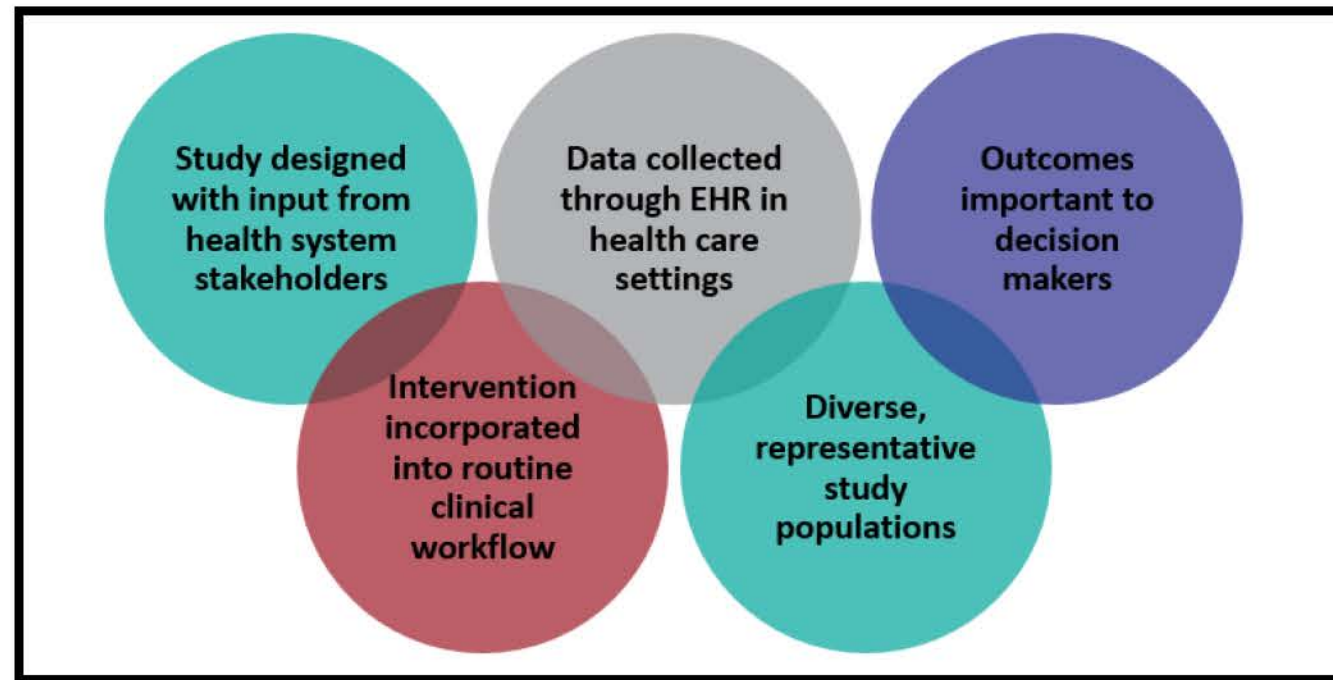 Study designed
with input from
health system
stakeholders
Data collected
through EHR in
health care
settings
Outcomes
important to
decision
makers
Intervention
incorporated
into routine
clinical
workflow
Diverse,
representative
study
populations